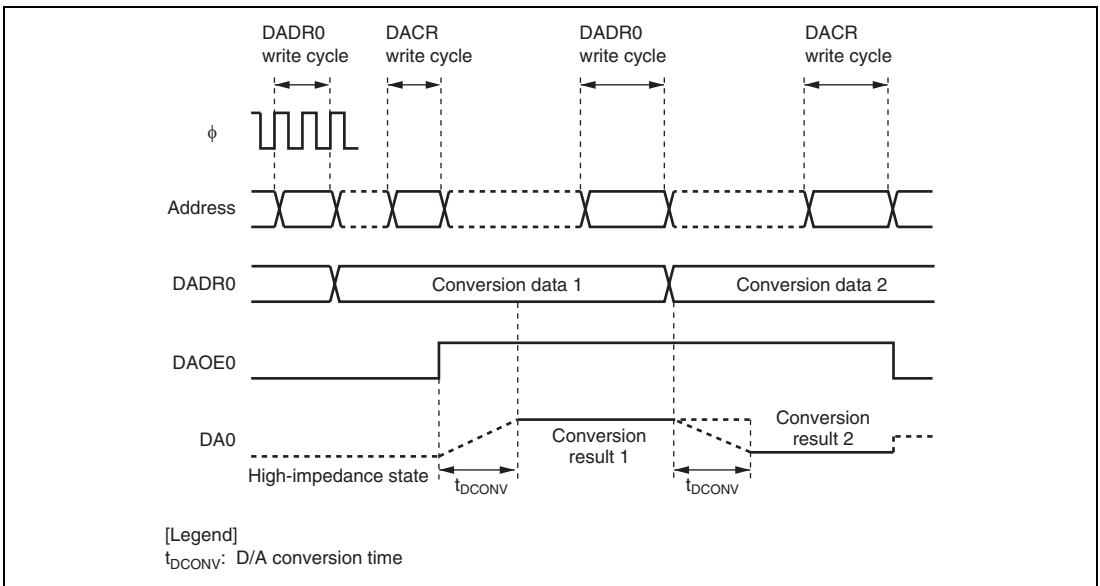 DADR0
write cycle
DACR
write cycle
DADR0
write cycle
DACR
write cycle
ϕ
Address
DADR0
Conversion data 1
Conversion data 2
DAOE0
DA0
High-impedance state
Conversion
result 1
Conversion
result 2
tDCONV
tDCONV
[Legend]
tDCONV: D/A conversion time